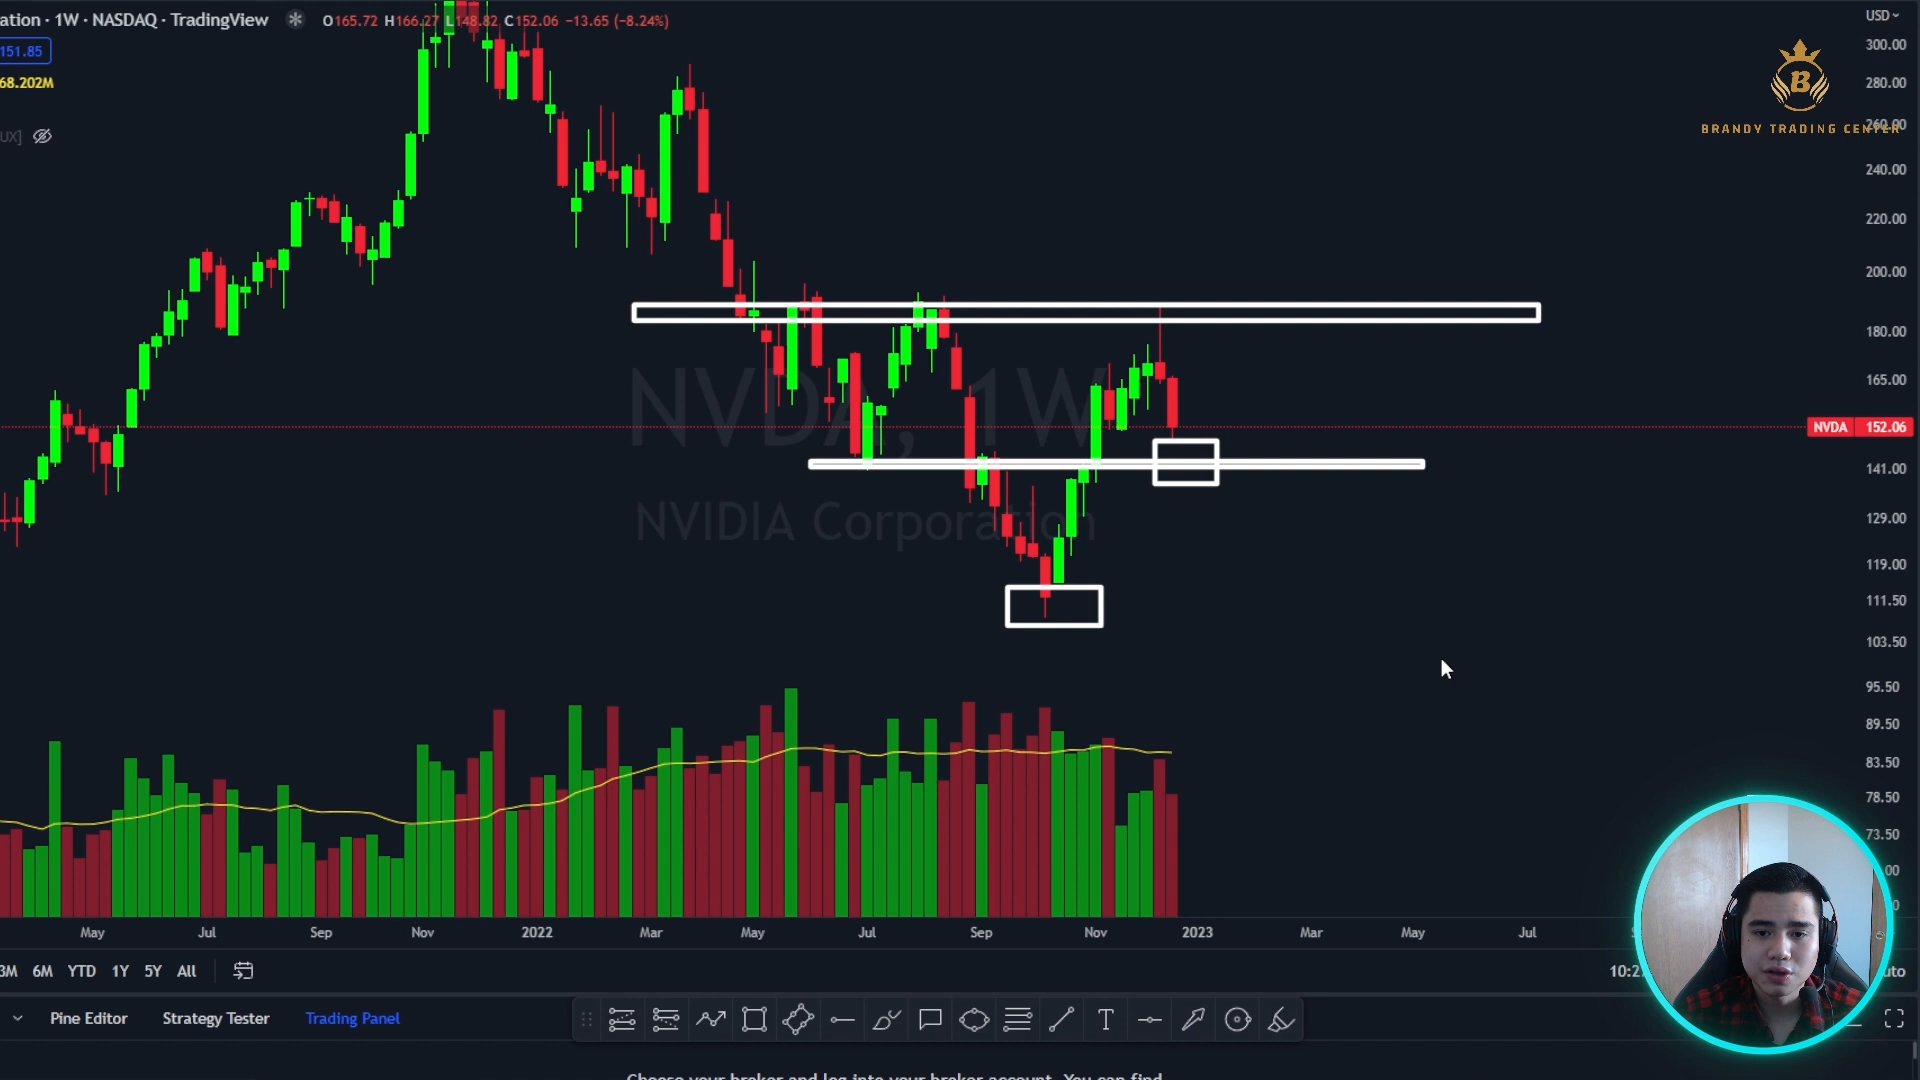 ation · 1W · NASDAQ · TradingView O165.72 H166.27 L148.82 C152.06 −13.65 (−8.24%)
USD
151.85
68.202M
UX]
B
BRANDY TRADING CENTER
300.00
280.00
260.00
240.00
220.00
200.00
180.00
165.00
NVDA 152.06
141.00
129.00
119.00
111.50
103.50
95.50
89.50
83.50
78.50
73.50
.00
NVDA, 1W
NVIDIA Corporation
May Jul Sep Nov 2022 Mar May Jul Sep Nov 2023 Mar May Jul
3M 6M YTD 1Y 5Y All
10:2
uto
Pine Editor Strategy Tester Trading Panel
T
Choose your broker and log into your broker account. You can find